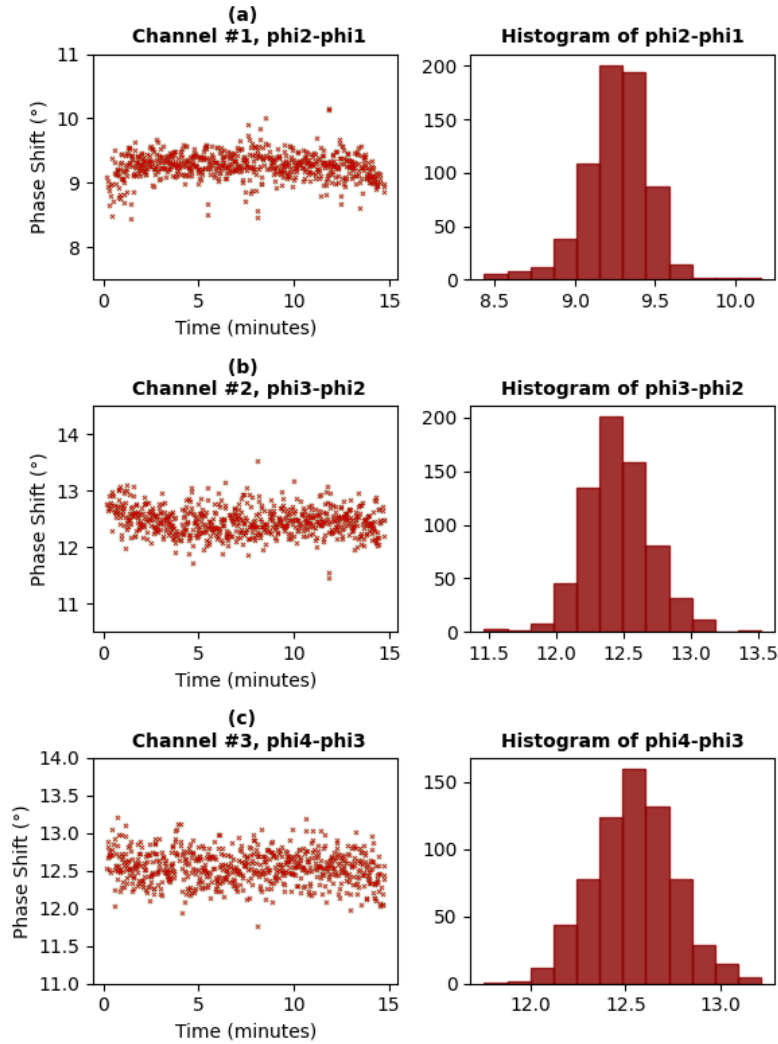 (a)
Channel #1, phi2-phi1
Histogram of phi2-phi1
11
10
9
8
Phase Shift (°)
0 5 10 15
Time (minutes)
200
150
100
50
0
8.5 9.0 9.5 10.0
(b)
Channel #2, phi3-phi2
Histogram of phi3-phi2
14
13
12
11
Phase Shift (°)
0 5 10 15
Time (minutes)
200
150
100
50
0
11.5 12.0 12.5 13.0 13.5
(c)
Channel #3, phi4-phi3
Histogram of phi4-phi3
14.0
13.5
13.0
12.5
12.0
11.5
11.0
Phase Shift (°)
0 5 10 15
Time (minutes)
150
100
50
0
12.0 12.5 13.0